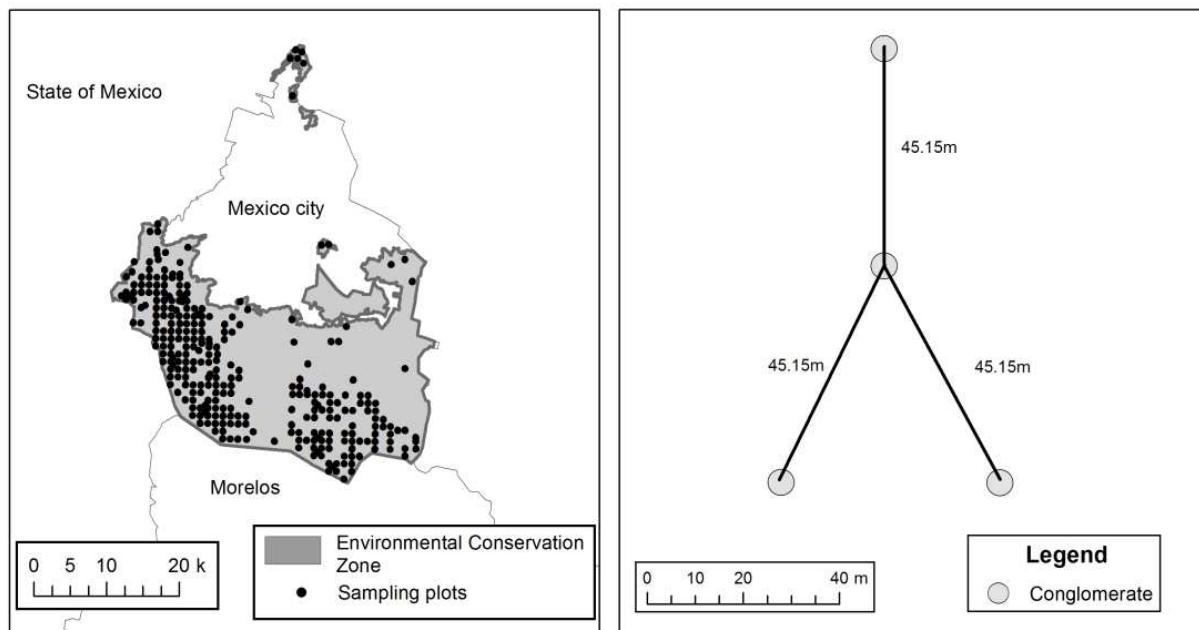 State of Mexico
Mexico city
Morelos
0 5 10 20 k
Environmental Conservation
Zone
Sampling plots
45.15m
45.15m
45.15m
0 10 20 40 m
Legend
Conglomerate